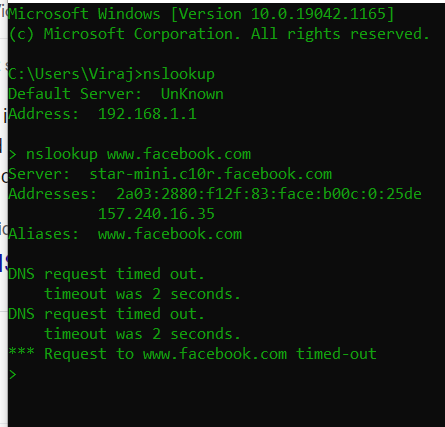 Microsoft Windows [Version 10.0.19042.1165]
(c) Microsoft Corporation. All rights reserved.
C:\Users\Viraj>nslookup
Default Server:  UnKnown
Address:  192.168.1.1
> nslookup www.facebook.com
Server:  star-mini.c10r.facebook.com
Addresses:  2a03:2880:f12f:83:face:b00c:0:25de
          157.240.16.35
Aliases:  www.facebook.com
DNS request timed out.
    timeout was 2 seconds.
DNS request timed out.
    timeout was 2 seconds.
*** Request to www.facebook.com timed-out
>